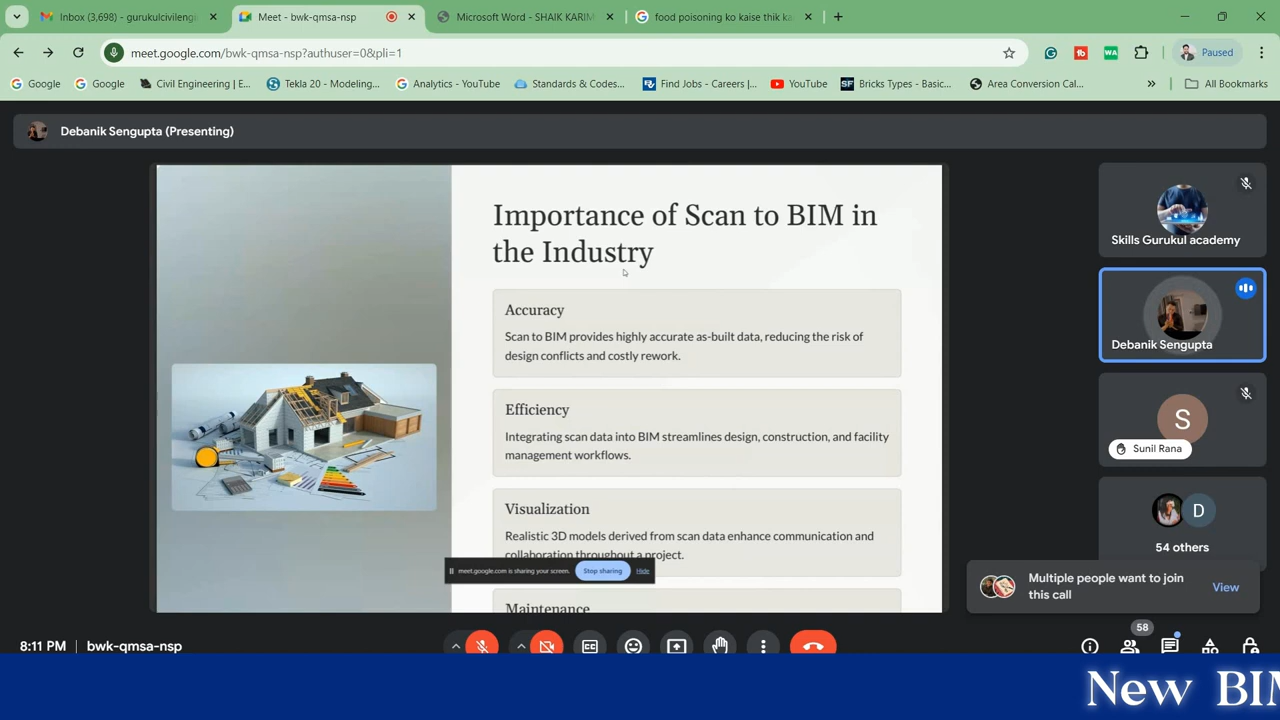 Inbox (3,698) - gurukulcivileng
Meet - bwk-qmsa-nsp
Microsoft Word - SHAIK KARIM
food poisoning ko kaise thik ka
meet.google.com/bwk-qmsa-nsp?authuser=0&pli=1
Paused
Google
Google
Civil Engineering | E...
Tekla 20 - Modeling...
Analytics - YouTube
Standards & Codes...
Find Jobs - Careers |...
YouTube
Bricks Types - Basic...
Area Conversion Cal...
All Bookmarks
Debanik Sengupta (Presenting)
Importance of Scan to BIM in
the Industry
Accuracy
Scan to BIM provides highly accurate as-built data, reducing the risk of
design conflicts and costly rework.
Efficiency
Integrating scan data into BIM streamlines design, construction, and facility
management workflows.
Visualization
Realistic 3D models derived from scan data enhance communication and
collaboration throughout a project.
meet.google.com is sharing your screen.
Stop sharing
Hide
Maintenance
Skills Gurukul academy
Debanik Sengupta
S
Sunil Rana
D
54 others
Multiple people want to join
this call
View
58
8:11 PM
bwk-qmsa-nsp
New BIM